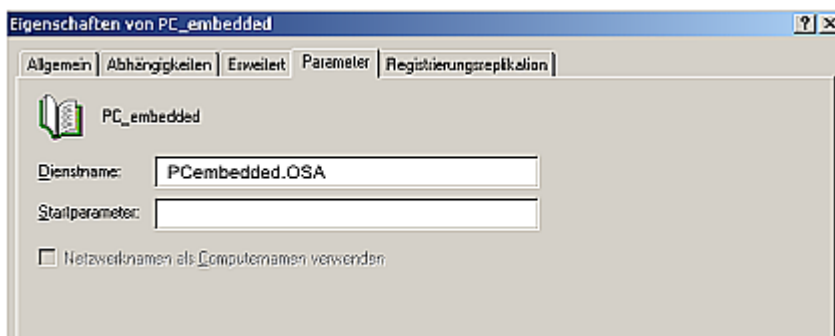 Eigenschaften von PC_embedded
Allgemein Abhängigkeiten Erweitert Parameter Registrierungsreplikation
PC_embedded
Dienstname: PCembedded.OSA
Startparameter:
Netzwerknamen als Computernamen verwenden